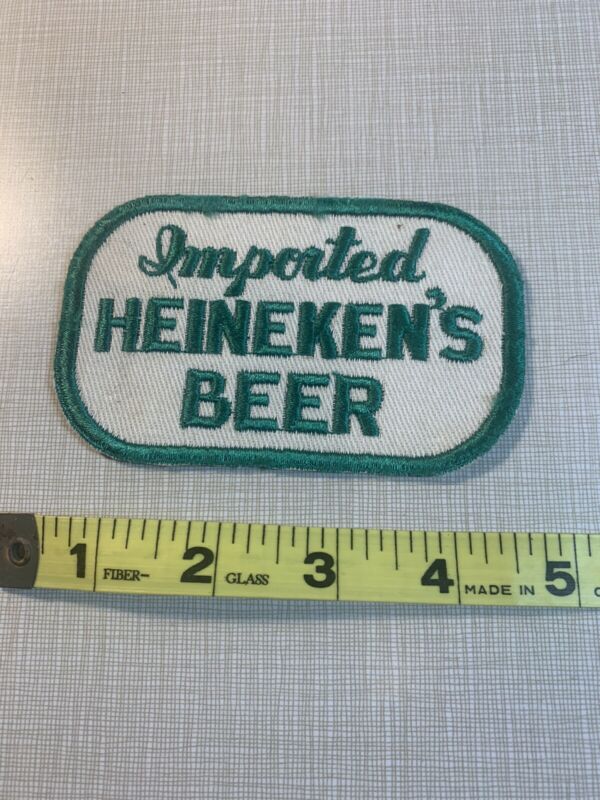 Imported
HEINEKEN'S
BEER
1 FIBER- 2 GLASS 3 4 MADE IN 5